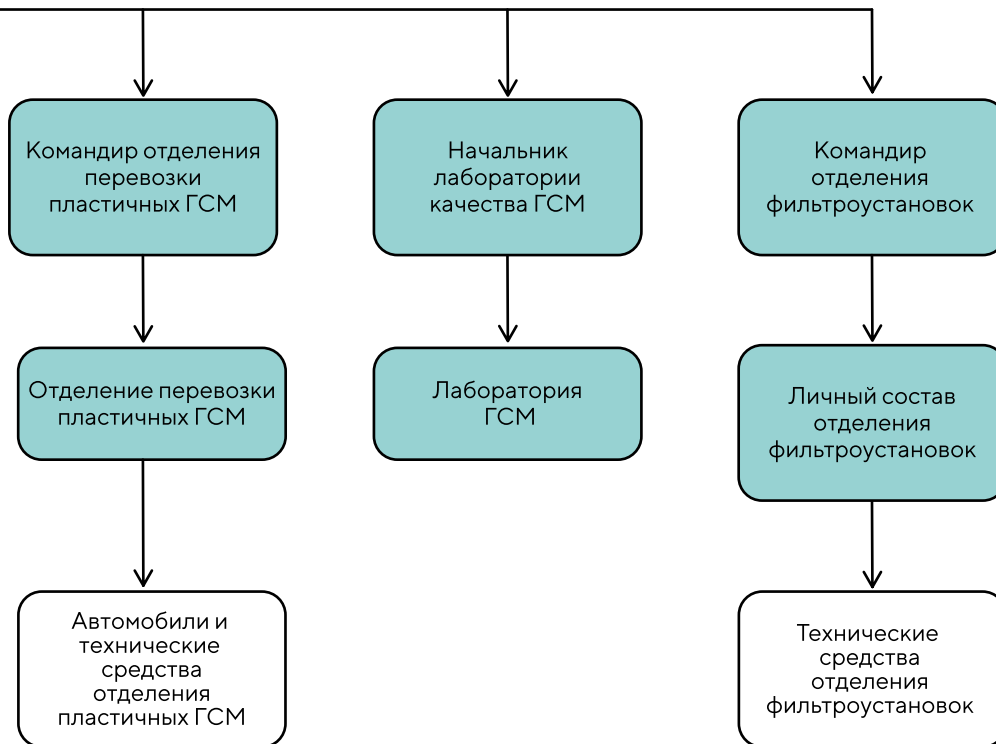 Командир отделения
перевозки
пластичных ГСМ
Начальник
лаборатории
качества ГСМ
Командир
отделения
фильтроустановок
Отделение перевозки
пластичных ГСМ
Лаборатория
ГСМ
Личный состав
отделения
фильтроустановок
Автомобили и
технические
средства
отделения
пластичных ГСМ
Технические
средства
отделения
фильтроустановок